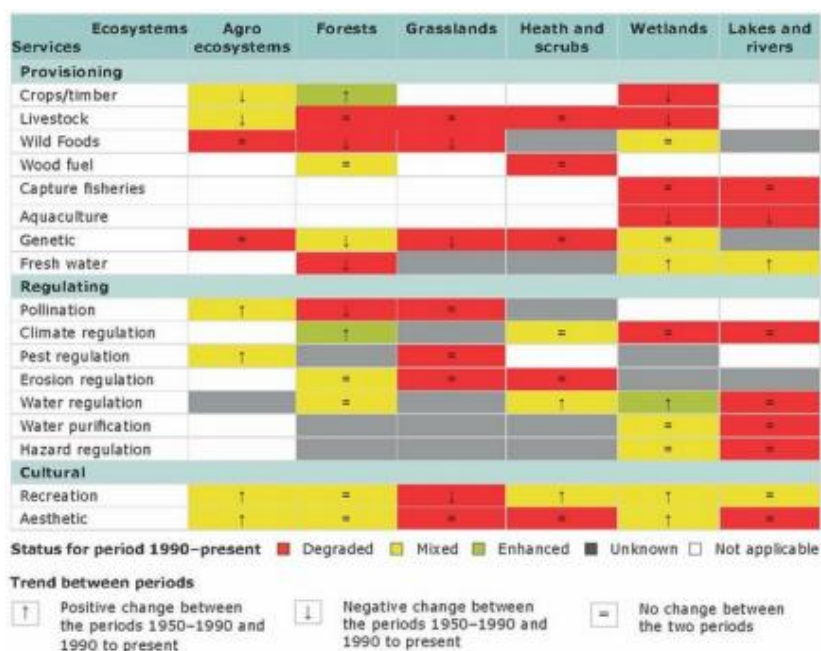 Ecosystems Agro Forests Grasslands Heath and Wetlands Lakes and
Services ecosystems scrubs rivers
Provisioning
Crops/timber ↓ ↑ ↓
Livestock ↓ = = = ↓
Wild Foods = ↓ ↓ =
Wood fuel = =
Capture fisheries = =
Aquaculture ↓ ↓
Genetic = ↓ ↓ = =
Fresh water ↓ ↑ ↑
Regulating
Pollination ↑ ↓ =
Climate regulation ↑ = = =
Pest regulation ↑ =
Erosion regulation = = =
Water regulation = ↑ ↑ =
Water purification = =
Hazard regulation = =
Cultural
Recreation ↑ = ↓ ↑ ↑ =
Aesthetic ↑ = = = ↑ =
Status for period 1990–present Degraded Mixed Enhanced Unknown Not applicable
Trend between periods
↑ Positive change between ↓ Negative change between = No change between
the periods 1950–1990 and the periods 1950–1990 and the two periods
1990 to present 1990 to present